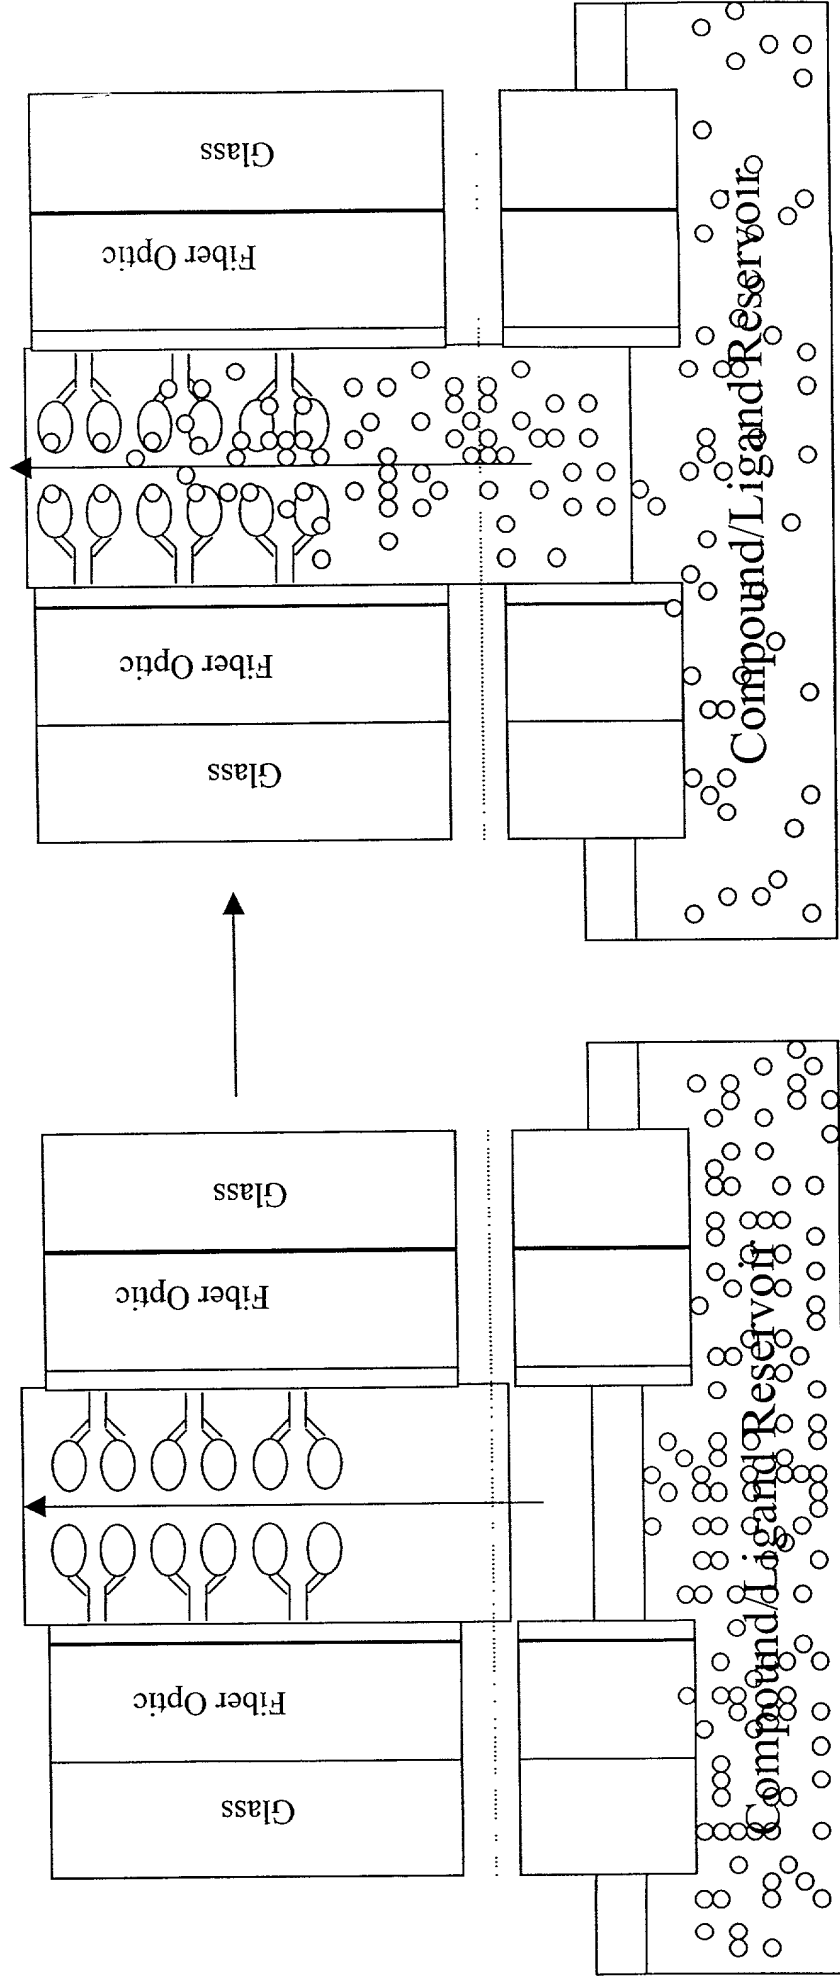 Glass
Fiber Optic
Fiber Optic
Glass
Compound/Ligand Reservoir
Glass
Fiber Optic
Fiber Optic
Glass
Compound/Ligand Reservoir